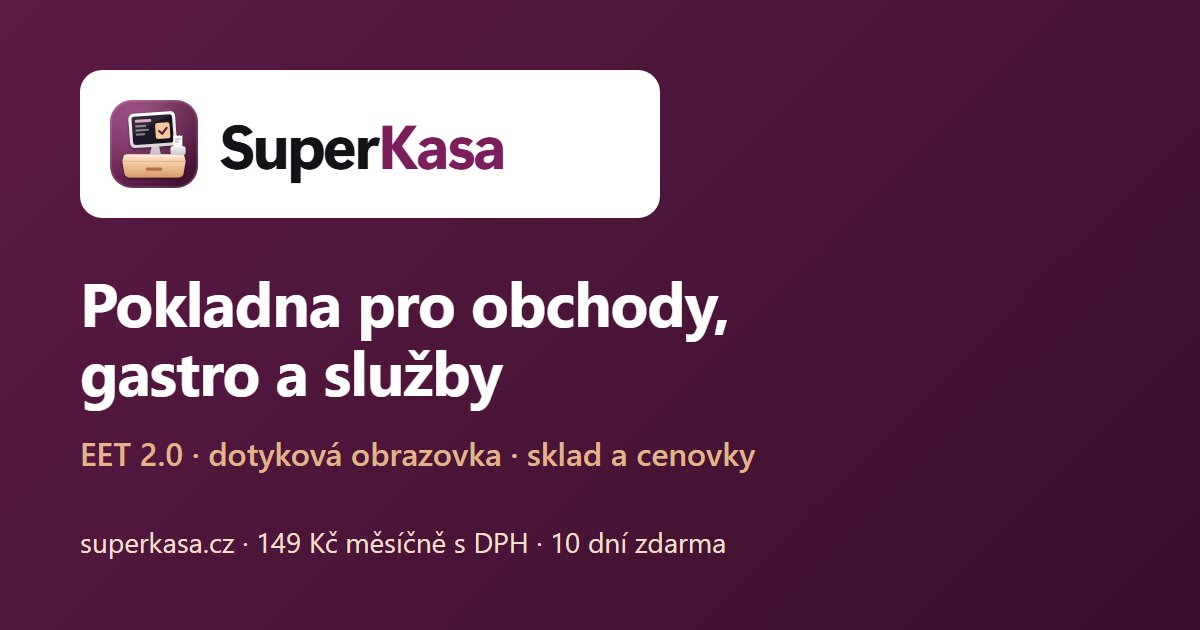 SuperKasa
Pokladna pro obchody,
gastro a služby
EET 2.0 · dotyková obrazovka · sklad a cenovky
superkasa.cz · 149 Kč měsíčně s DPH · 10 dní zdarma